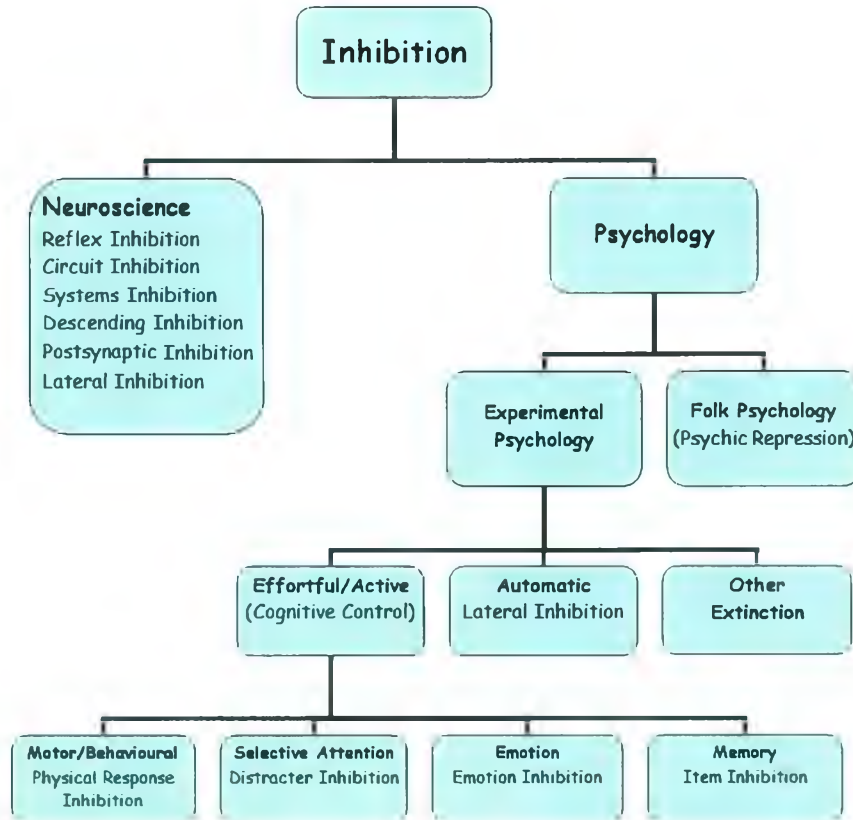 Inhibition
Neuroscience
Reflex Inhibition
Circuit Inhibition
Systems Inhibition
Descending Inhibition
Postsynaptic Inhibition
Lateral Inhibition
Psychology
Experimental
Psychology
Folk Psychology
(Psychic Repression)
Effortful/Active
(Cognitive Control)
Automatic
Lateral Inhibition
Other
Extinction
Motor/Behavioural
Physical Response
Inhibition
Selective Attention
Distracter Inhibition
Emotion
Emotion Inhibition
Memory
Item Inhibition